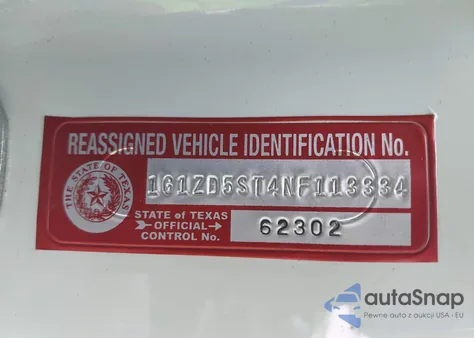 REASSIGNED VEHICLE IDENTIFICATION No.
1G1ZD5ST4NF113334
THE STATE OF TEXAS
STATE of TEXAS
OFFICIAL
CONTROL No.
62302
autaSnap
Pewne auta z aukcji USA · EU